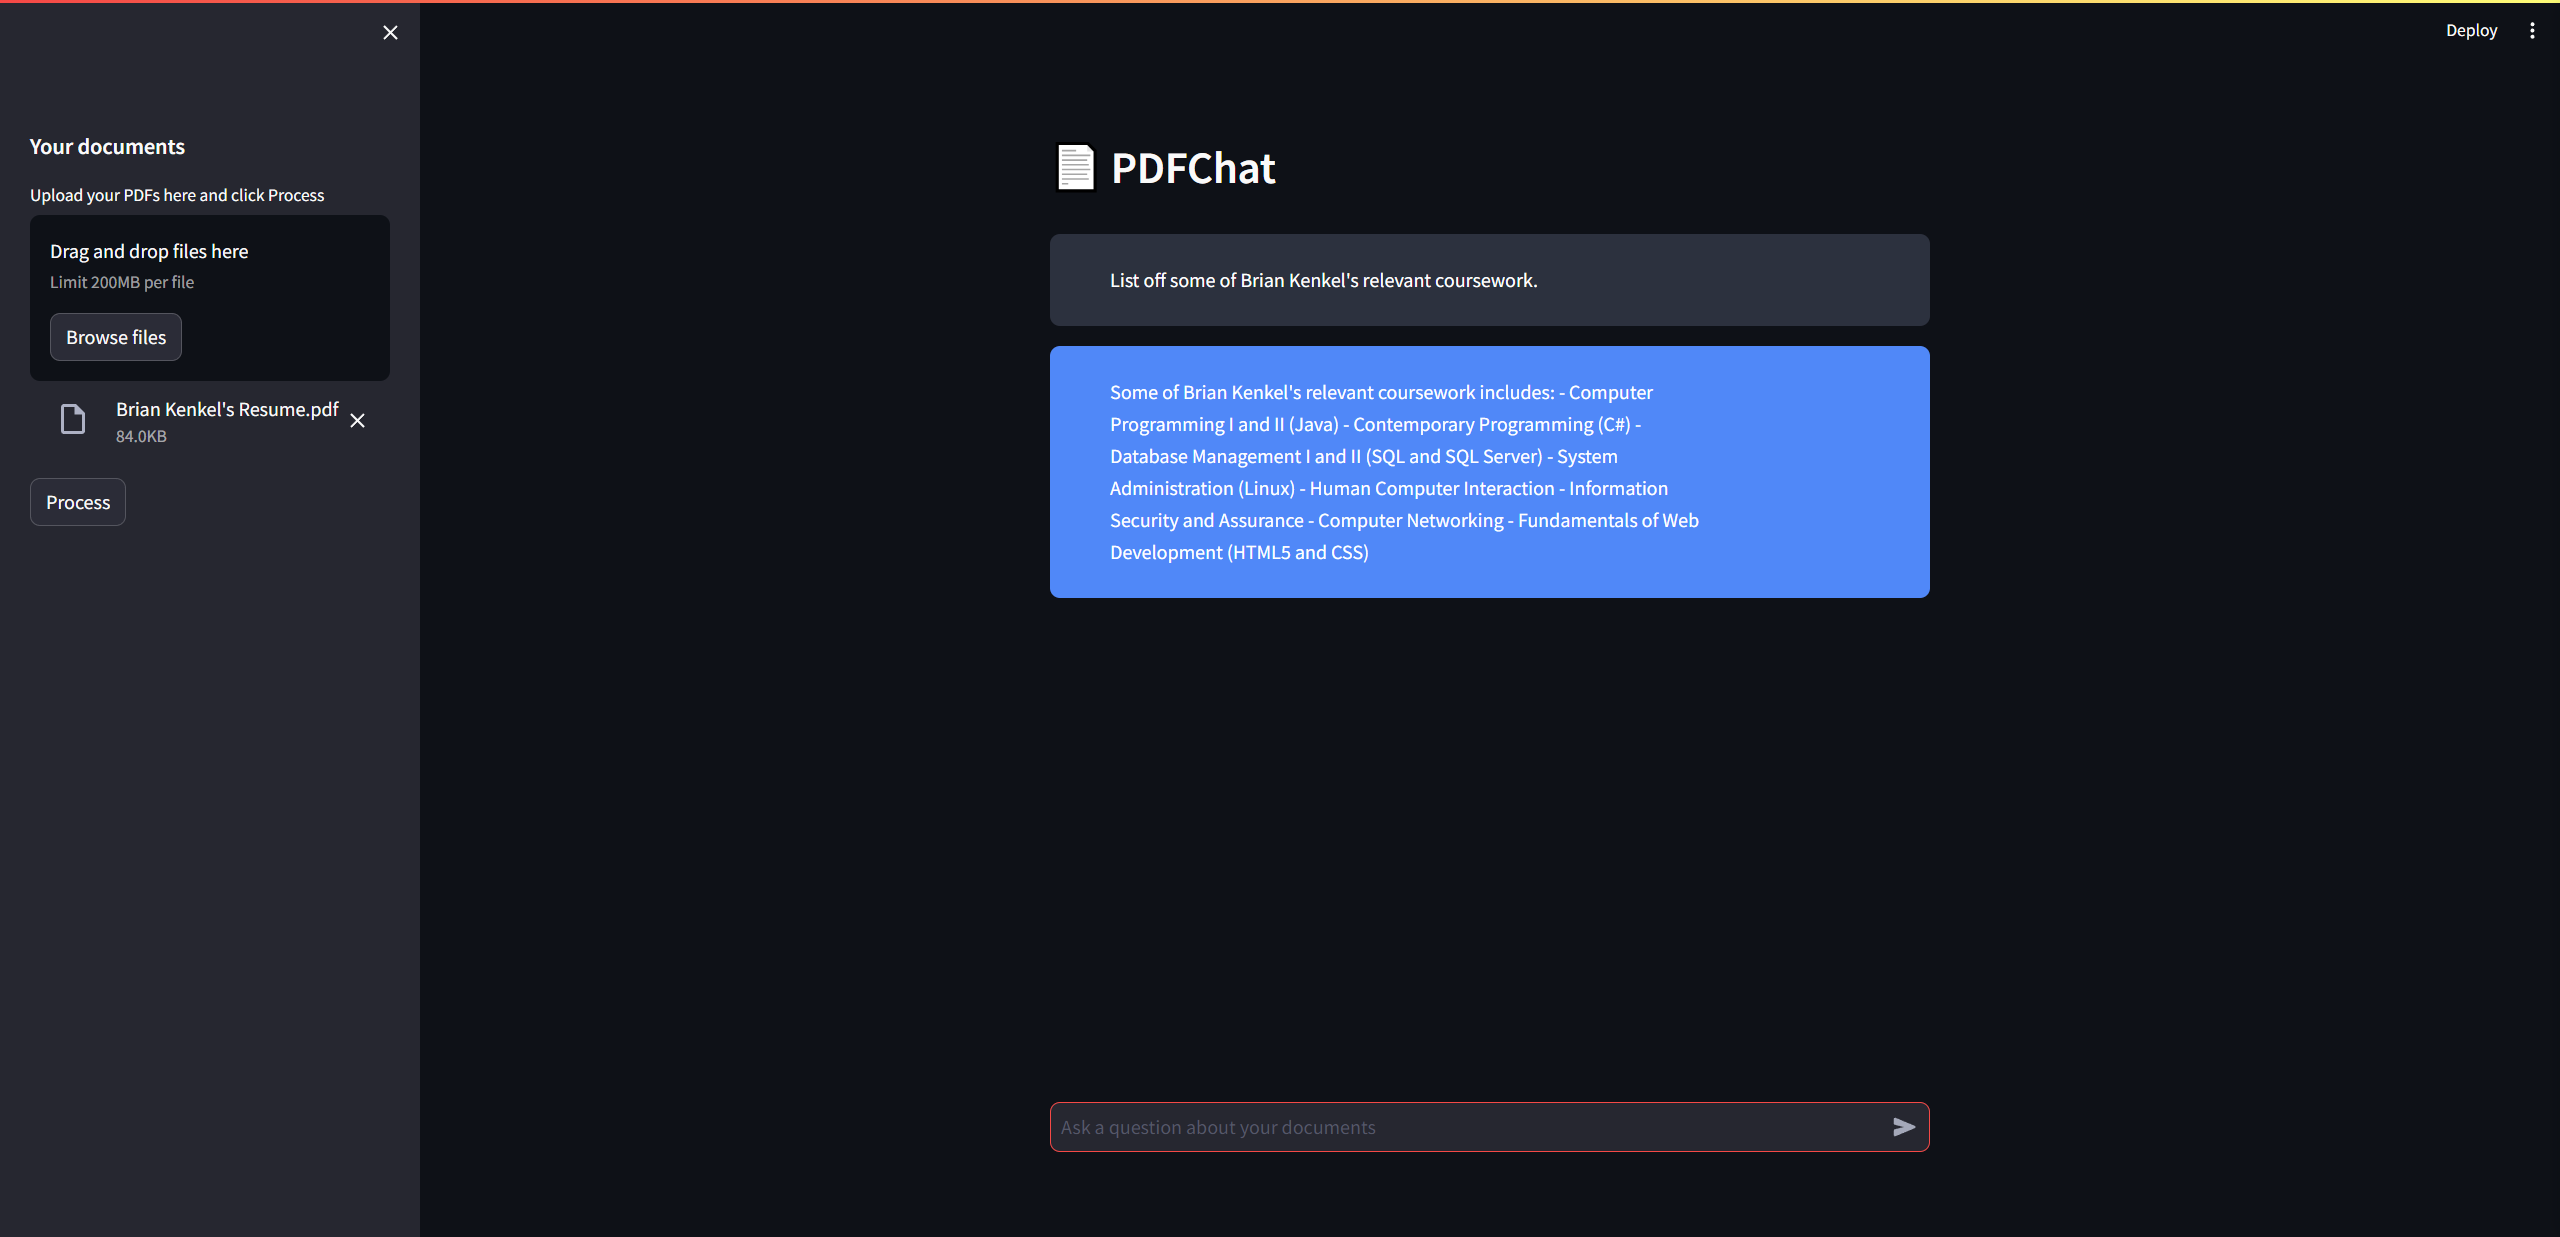 Deploy
Your documents
Upload your PDFs here and click Process
Drag and drop files here
Limit 200MB per file
Browse files
Brian Kenkel's Resume.pdf
84.0KB
Process
PDFChat
List off some of Brian Kenkel's relevant coursework.
Some of Brian Kenkel's relevant coursework includes: - Computer
Programming I and II (Java) - Contemporary Programming (C#) -
Database Management I and II (SQL and SQL Server) - System
Administration (Linux) - Human Computer Interaction - Information
Security and Assurance - Computer Networking - Fundamentals of Web
Development (HTML5 and CSS)
Ask a question about your documents